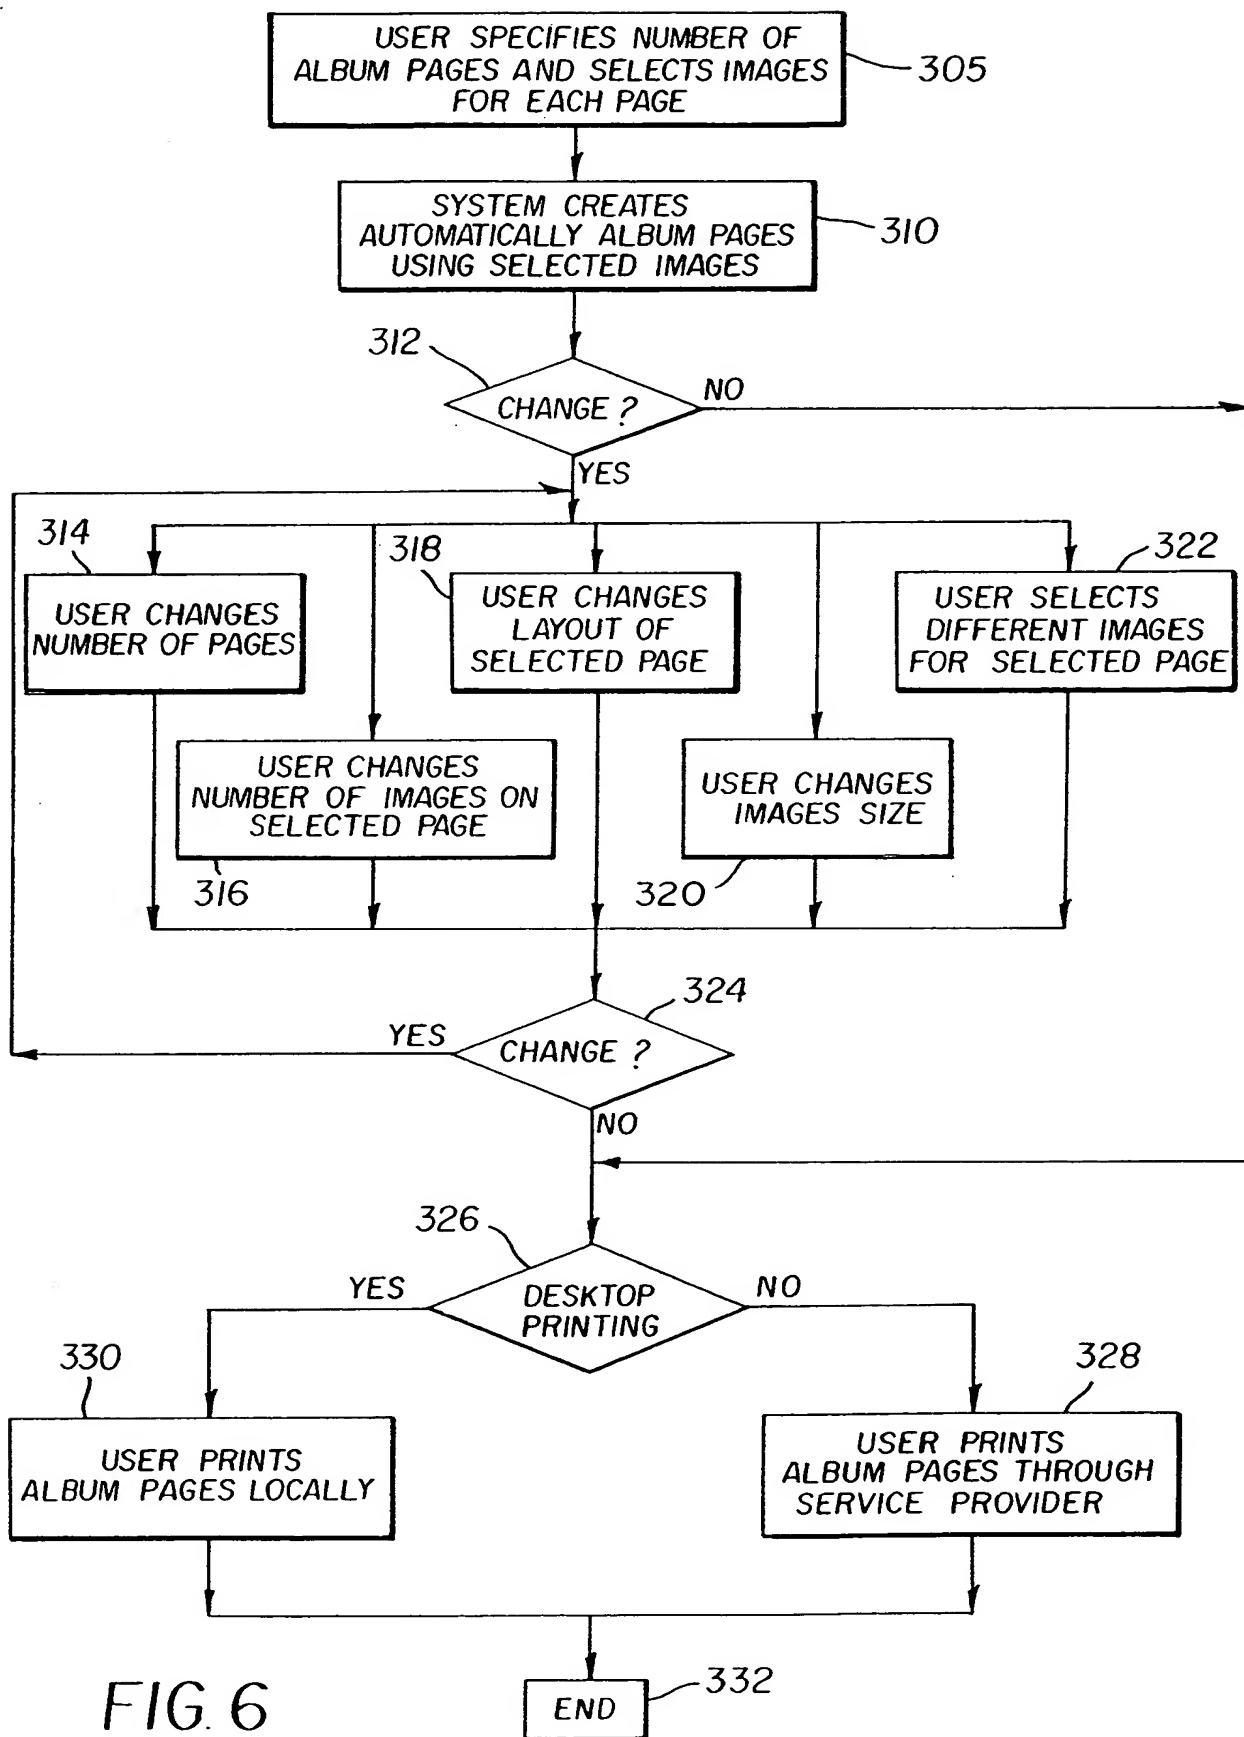 USER SPECIFIES NUMBER OF
ALBUM PAGES AND SELECTS IMAGES
FOR EACH PAGE
305
SYSTEM CREATES
AUTOMATICALLY ALBUM PAGES
USING SELECTED IMAGES
310
312
CHANGE ?
NO
YES
314
USER CHANGES
NUMBER OF PAGES
318
USER CHANGES
LAYOUT OF
SELECTED PAGE
322
USER SELECTS
DIFFERENT IMAGES
FOR SELECTED PAGE
USER CHANGES
NUMBER OF IMAGES ON
SELECTED PAGE
316
USER CHANGES
IMAGES SIZE
320
324
CHANGE ?
YES
NO
326
DESKTOP
PRINTING
YES
NO
330
USER PRINTS
ALBUM PAGES LOCALLY
328
USER PRINTS
ALBUM PAGES THROUGH
SERVICE PROVIDER
END
332
FIG. 6